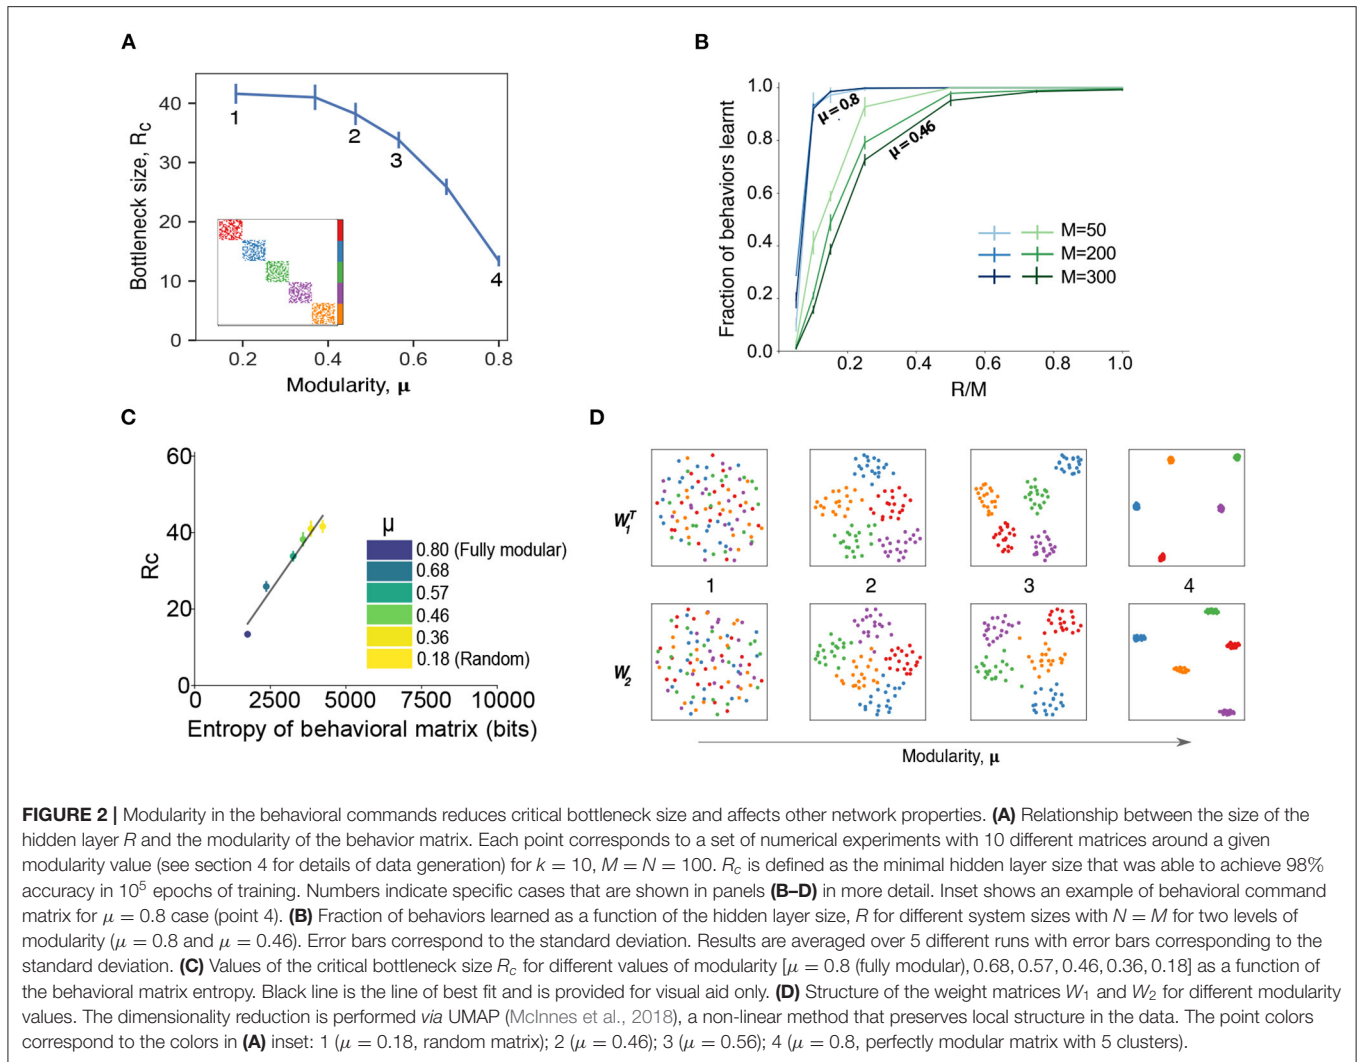 A
Bottleneck size, Rc
40
30
20
10
0
1
2
3
4
0.2
0.4
0.6
0.8
Modularity, μ
B
Fraction of behaviors learnt
1.0
0.8
0.6
0.4
0.2
0.0
μ=0.8
μ=0.46
M=50
M=200
M=300
0.2
0.4
0.6
0.8
1.0
R/M
C
Rc
60
40
20
0
μ
0.80 (Fully modular)
0.68
0.57
0.46
0.36
0.18 (Random)
0
2500
5000
7500
10000
Entropy of behavioral matrix (bits)
D
W₁ᵀ
1
2
3
4
W₂
Modularity, μ
FIGURE 2 | Modularity in the behavioral commands reduces critical bottleneck size and affects other network properties. (A) Relationship between the size of the
hidden layer R and the modularity of the behavior matrix. Each point corresponds to a set of numerical experiments with 10 different matrices around a given
modularity value (see section 4 for details of data generation) for k = 10, M = N = 100. Rc is defined as the minimal hidden layer size that was able to achieve 98%
accuracy in 10⁵ epochs of training. Numbers indicate specific cases that are shown in panels (B–D) in more detail. Inset shows an example of behavioral command
matrix for μ = 0.8 case (point 4). (B) Fraction of behaviors learned as a function of the hidden layer size, R for different system sizes with N = M for two levels of
modularity (μ = 0.8 and μ = 0.46). Error bars correspond to the standard deviation. Results are averaged over 5 different runs with error bars corresponding to the
standard deviation. (C) Values of the critical bottleneck size Rc for different values of modularity [μ = 0.8 (fully modular), 0.68, 0.57, 0.46, 0.36, 0.18] as a function of
the behavioral matrix entropy. Black line is the line of best fit and is provided for visual aid only. (D) Structure of the weight matrices W₁ and W₂ for different modularity
values. The dimensionality reduction is performed via UMAP (McInnes et al., 2018), a non-linear method that preserves local structure in the data. The point colors
correspond to the colors in (A) inset: 1 (μ = 0.18, random matrix); 2 (μ = 0.46); 3 (μ = 0.56); 4 (μ = 0.8, perfectly modular matrix with 5 clusters).